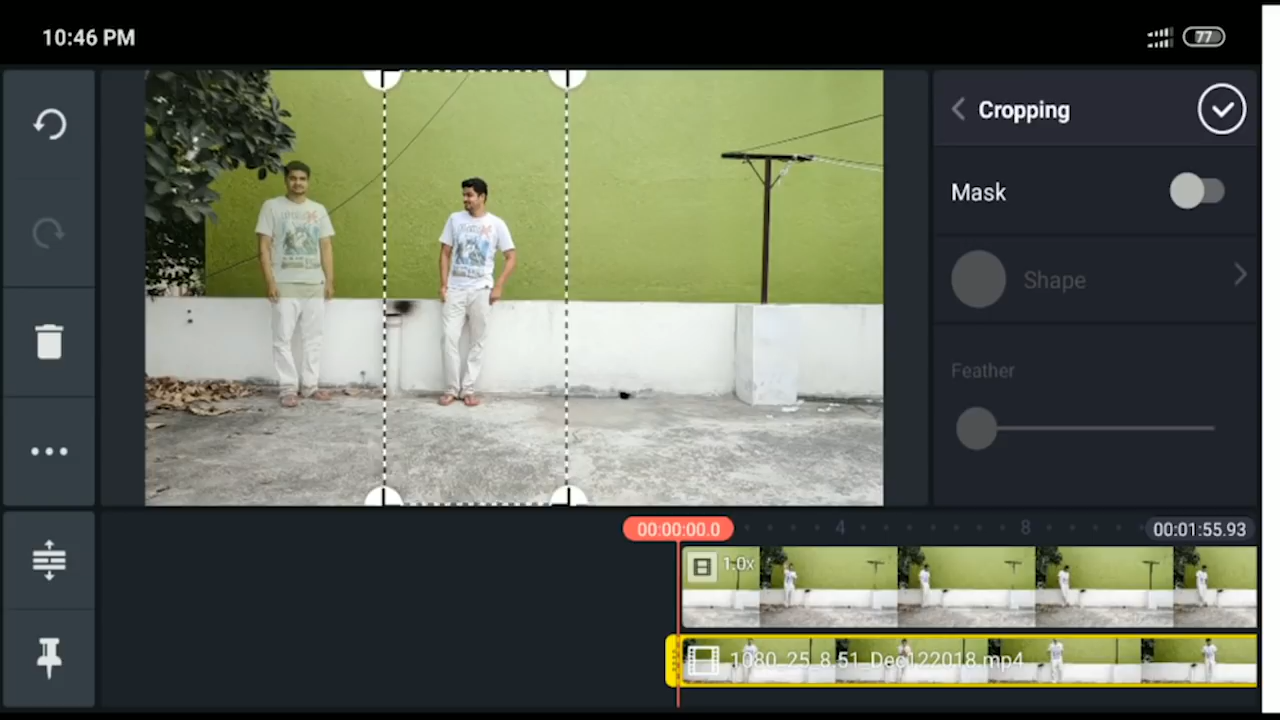 10:46 PM
77
Cropping
Mask
Shape
Feather
00:00:00.0
4
8
00:01:55.93
1.0x
1080_25_8.51_Dec122018.mp4